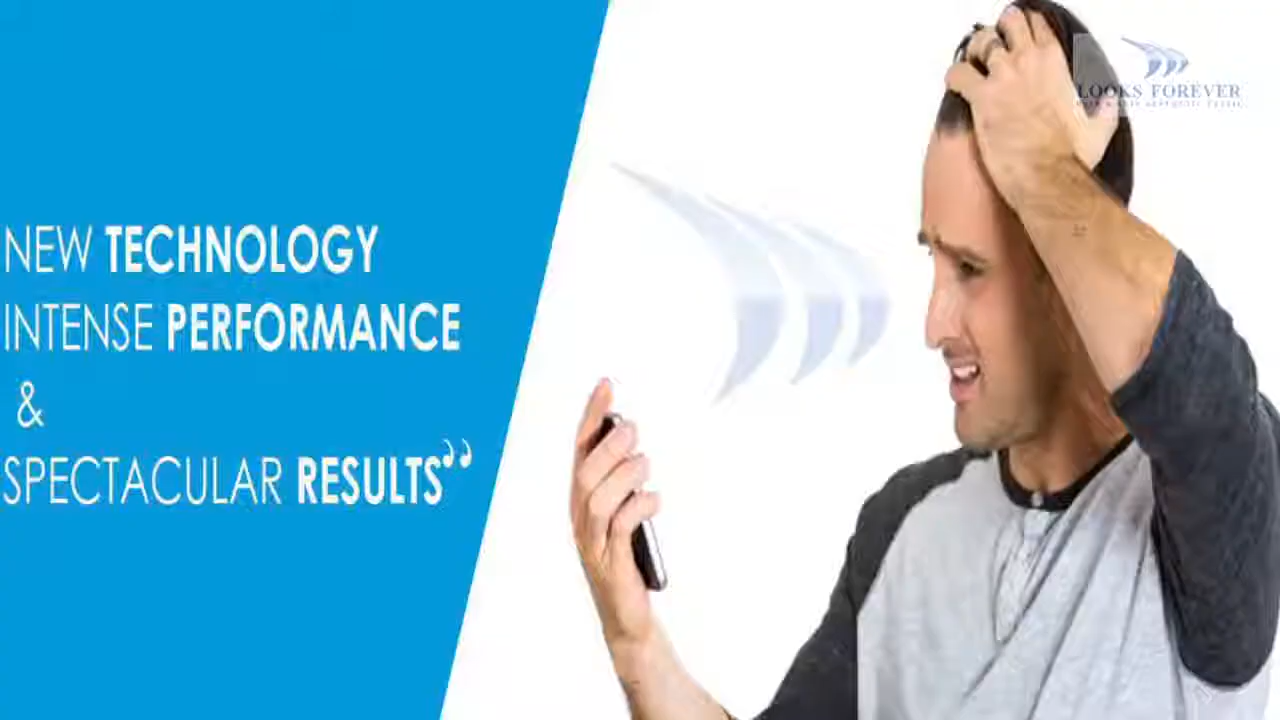 NEW TECHNOLOGY
INTENSE PERFORMANCE
&
SPECTACULAR RESULTS”
LOOKS FOREVER